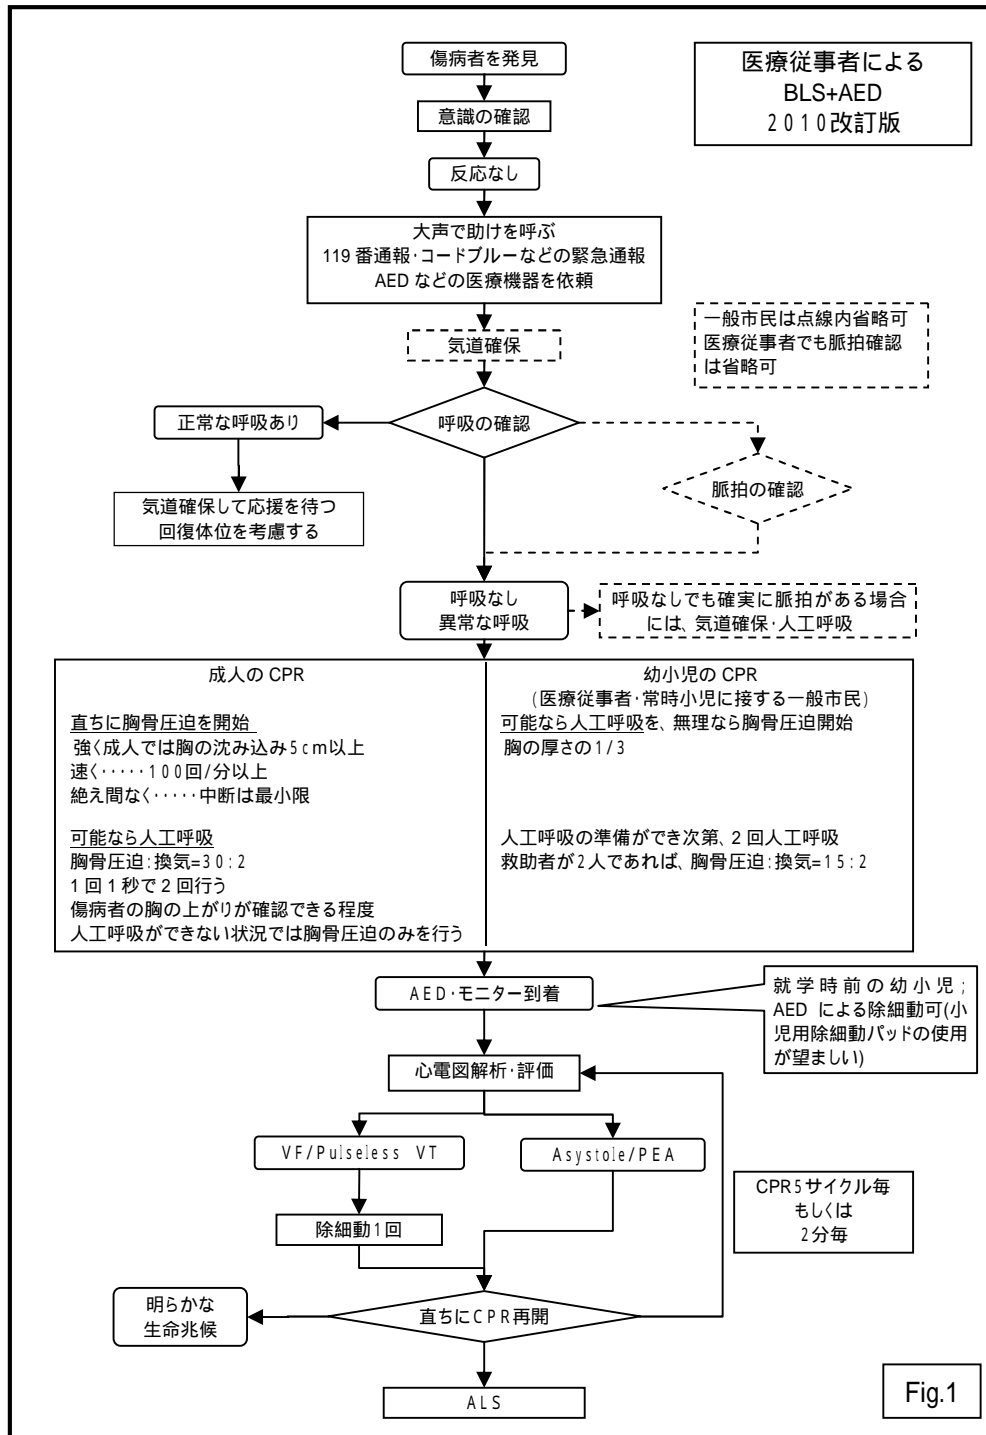 傷病者を発見
医療従事者による
BLS+AED
2010改訂版
意識の確認
反応なし
大声で助けを呼ぶ
119番通報・コードブルーなどの緊急通報
AEDなどの医療機器を依頼
一般市民は点線内省略可
医療従事者でも脈拍確認
は省略可
気道確保
正常な呼吸あり
呼吸の確認
脈拍の確認
気道確保して応援を待つ
回復体位を考慮する
呼吸なし
異常な呼吸
呼吸なしでも確実に脈拍がある場合
には、気道確保・人工呼吸
成人のCPR
直ちに胸骨圧迫を開始
強く成人では胸の沈み込み5cm以上
速く・・・・・100回/分以上
絶え間なく・・・・・中断は最小限
可能なら人工呼吸
胸骨圧迫:換気=30:2
1回1秒で2回行う
傷病者の胸の上がりが確認できる程度
人工呼吸ができない状況では胸骨圧迫のみを行う
幼小児のCPR
(医療従事者・常時小児に接する一般市民)
可能なら人工呼吸を、無理なら胸骨圧迫開始
胸の厚さの1/3
人工呼吸の準備ができ次第、2回人工呼吸
救助者が2人であれば、胸骨圧迫:換気=15:2
AED・モニター到着
就学時前の幼小児;
AEDによる除細動可(小
児用除細動パッドの使用
が望ましい)
心電図解析・評価
VF/Pulseless VT
Asystole/PEA
CPR5サイクル毎
もしくは
2分毎
除細動1回
明らかな
生命兆候
直ちにCPR再開
ALS
Fig.1